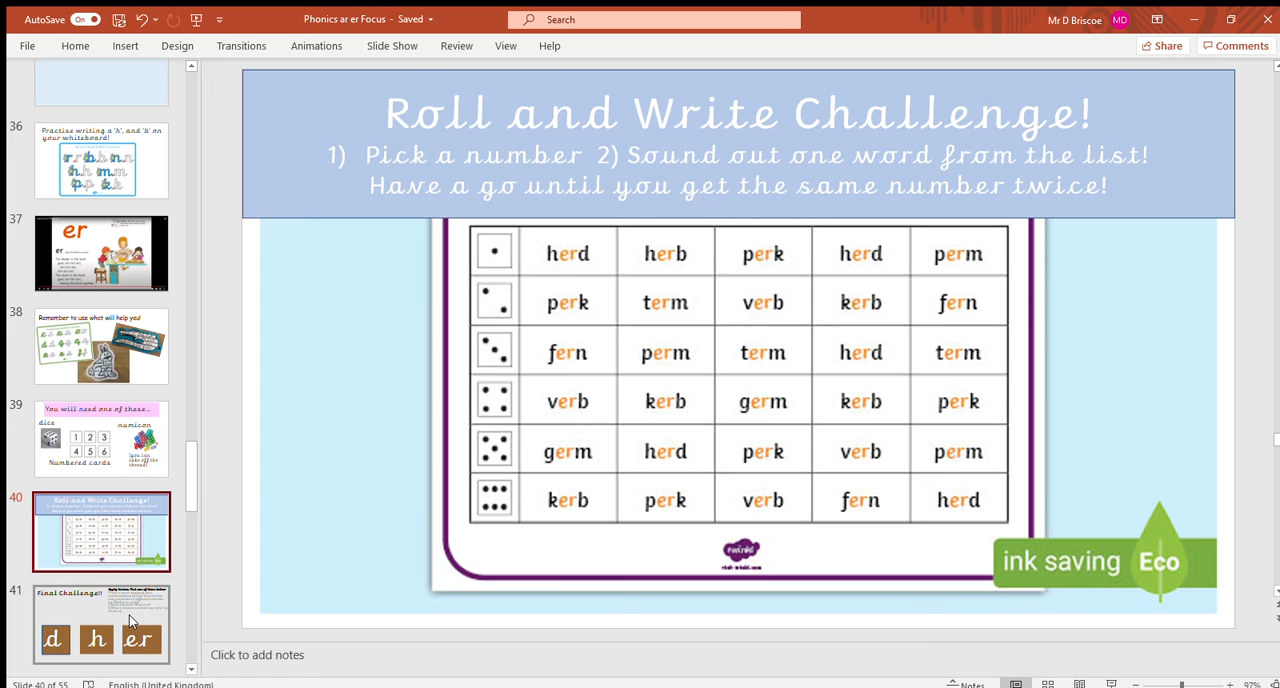 AutoSave On Phonics ar er Focus - Saved Search Mr D Briscoe MD
File Home Insert Design Transitions Animations Slide Show Review View Help Share Comments
36
Practise writing a 'h', and 'b' on
your whiteboard!
37
er
er
38
Remember to use what will help you!
39
You will need one of these...
dice numicon
1 2 3
4 5 6
Numbered cards
40
Roll and Write Challenge!
41
Final Challenge!!
d h er
Roll and Write Challenge!
1) Pick a number 2) Sound out one word from the list!
Have a go until you get the same number twice!
herd herb perk herd perm
perk term verb kerb fern
fern perm term herd term
verb kerb germ kerb perk
germ herd perk verb perm
kerb perk verb fern herd
twinkl
ink saving Eco
Click to add notes
Slide 40 of 55 English (United Kingdom) Notes 97%